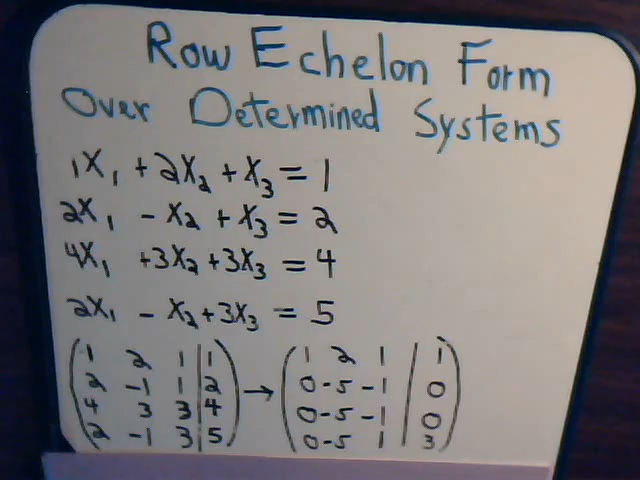 Row Echelon Form
Over Determined Systems
1X₁ + 2X₂ + X₃ = 1
2X₁ - X₂ + X₃ = 2
4X₁ + 3X₂ + 3X₃ = 4
2X₁ - X₂ + 3X₃ = 5
( 1 2 1 | 1 ) ( 1 2 1 | 1 )
( 2 -1 1 | 2 ) → ( 0 -5 -1 | 0 )
( 4 3 3 | 4 ) ( 0 -5 -1 | 0 )
( 2 -1 3 | 5 ) ( 0 -5 1 | 3 )